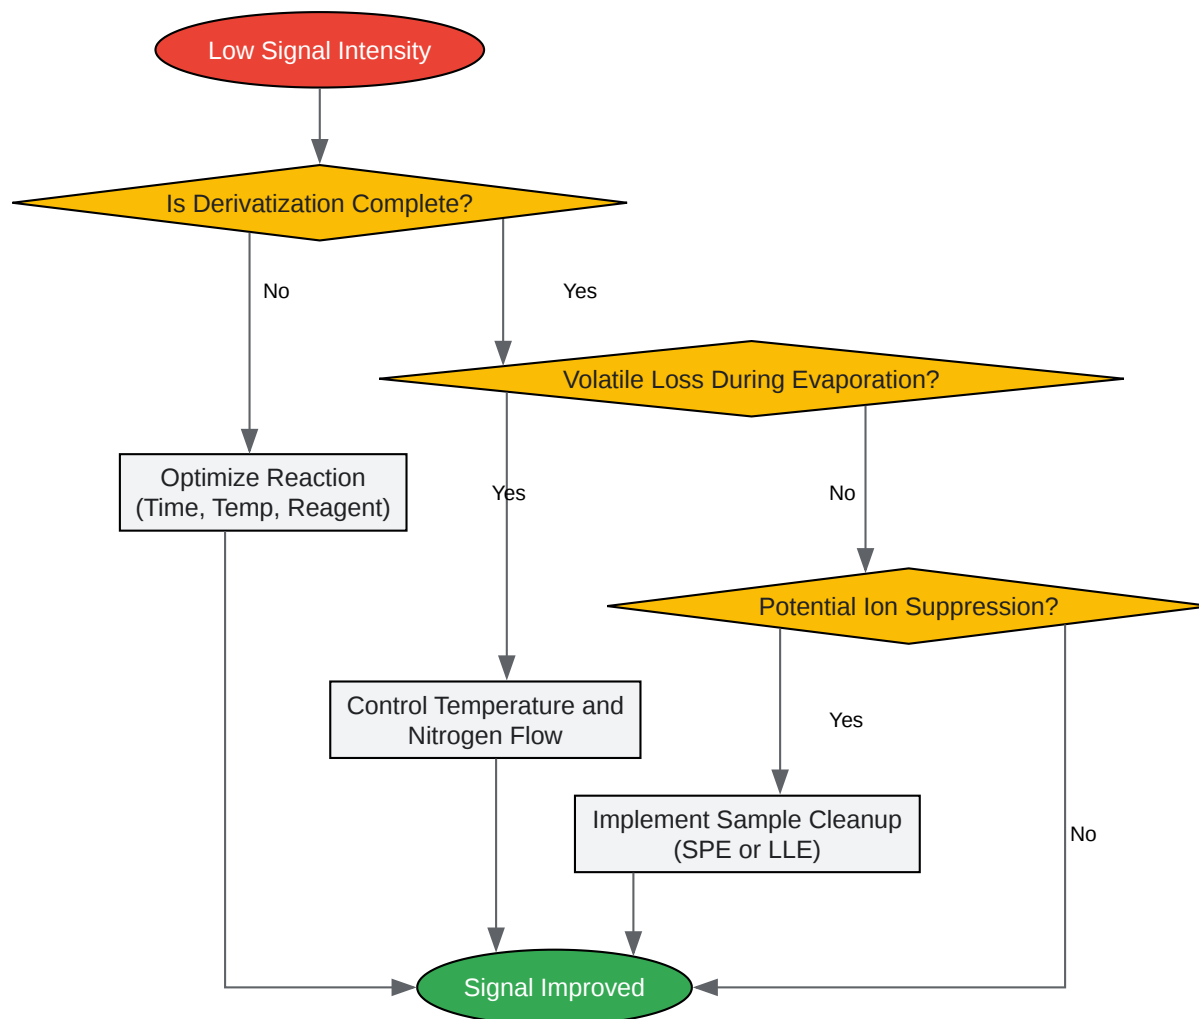 Low Signal Intensity
Is Derivatization Complete?
No
Yes
Volatile Loss During Evaporation?
Optimize Reaction
(Time, Temp, Reagent)
Yes
No
Potential Ion Suppression?
Control Temperature and
Nitrogen Flow
Yes
Implement Sample Cleanup
(SPE or LLE)
No
Signal Improved